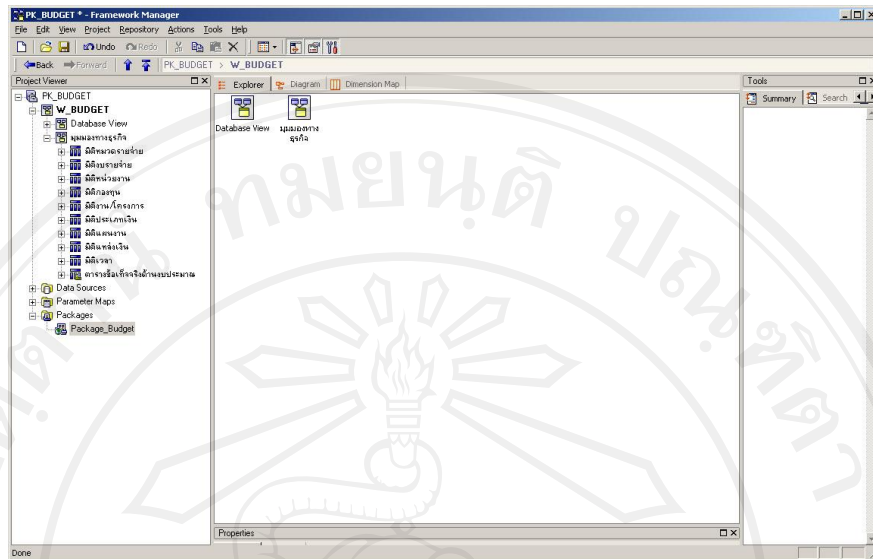 PK_BUDGET * - Framework Manager
File Edit View Project Repository Actions Tools Help
Undo Redo
Back Forward PK_BUDGET > W_BUDGET
Project Viewer
PK_BUDGET
W_BUDGET
Database View
มุมมองทางธุรกิจ
มิติหมวดรายจ่าย
มิติงบรายจ่าย
มิติหน่วยงาน
มิติกองทุน
มิติงาน/โครงการ
มิติประเภทเงิน
มิติแผนงาน
มิติแหล่งเงิน
มิติเวลา
ตารางข้อเท็จจริงด้านงบประมาณ
Data Sources
Parameter Maps
Packages
Package_Budget
Explorer Diagram Dimension Map
Database View
มุมมองทาง
ธุรกิจ
Properties
Tools
Summary Search
Done